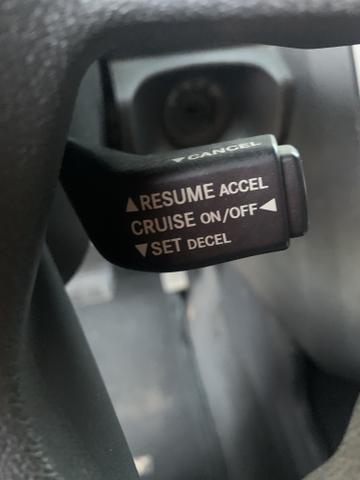 ▼CANCEL
▲RESUME ACCEL
CRUISE ON/OFF◀
▼SET DECEL